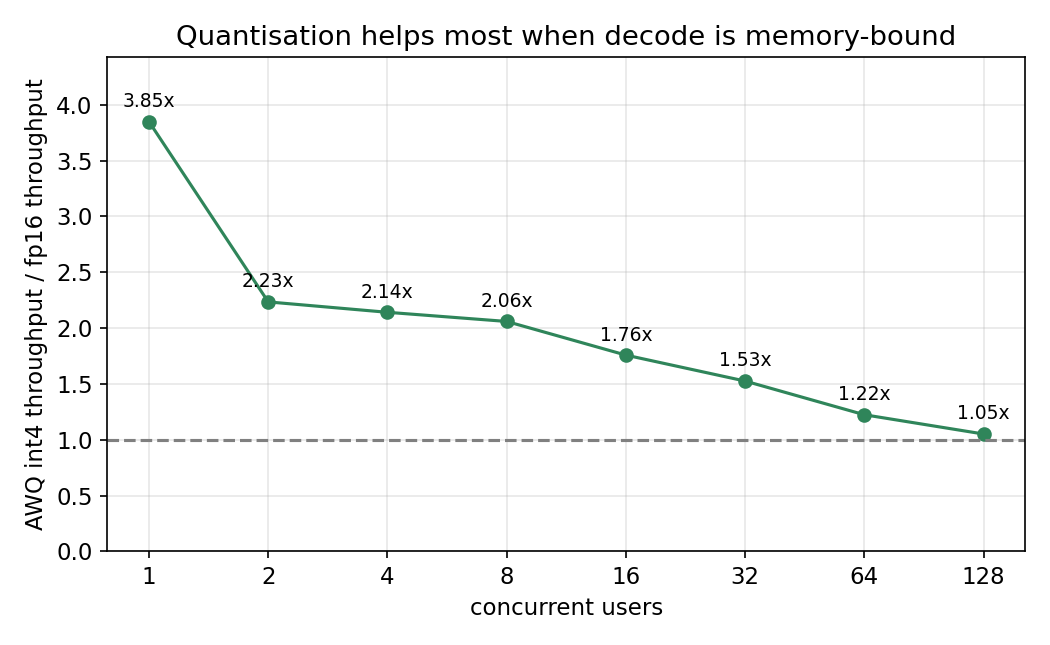 Quantisation helps most when decode is memory-bound
AWQ int4 throughput / fp16 throughput
4.0
3.5
3.0
2.5
2.0
1.5
1.0
0.5
0.0
3.85x
2.23x
2.14x
2.06x
1.76x
1.53x
1.22x
1.05x
1 2 4 8 16 32 64 128
concurrent users